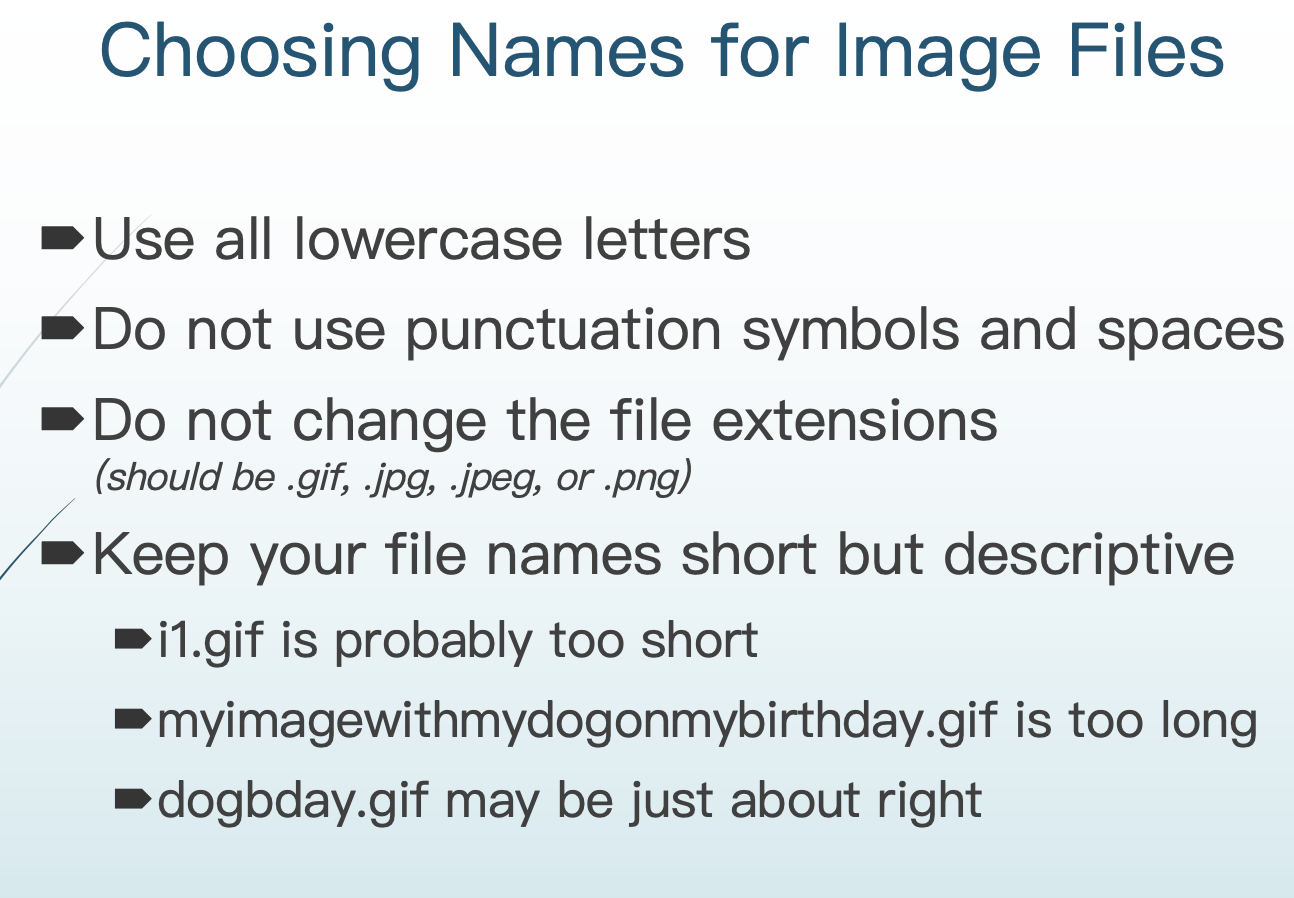 Choosing Names for Image Files
Use all lowercase letters
Do not use punctuation symbols and spaces
Do not change the file extensions
(should be .gif, .jpg, .jpeg, or .png)
Keep your file names short but descriptive
i1.gif is probably too short
myimagewithmydogonmybirthday.gif is too long
dogbday.gif may be just about right